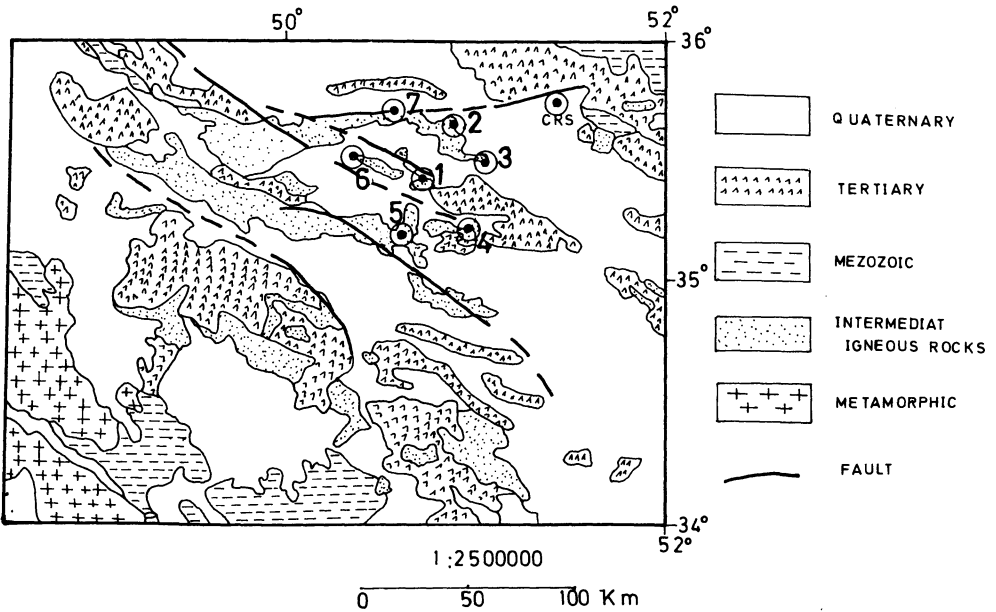 50°
52°
36°
7
2
CRS
3
6
1
5
4
35°
34°
52°
QUATERNARY
TERTIARY
MEZOZOIC
INTERMEDIAT
IGNEOUS ROCKS
METAMORPHIC
FAULT
1:2500000
0 50 100 Km